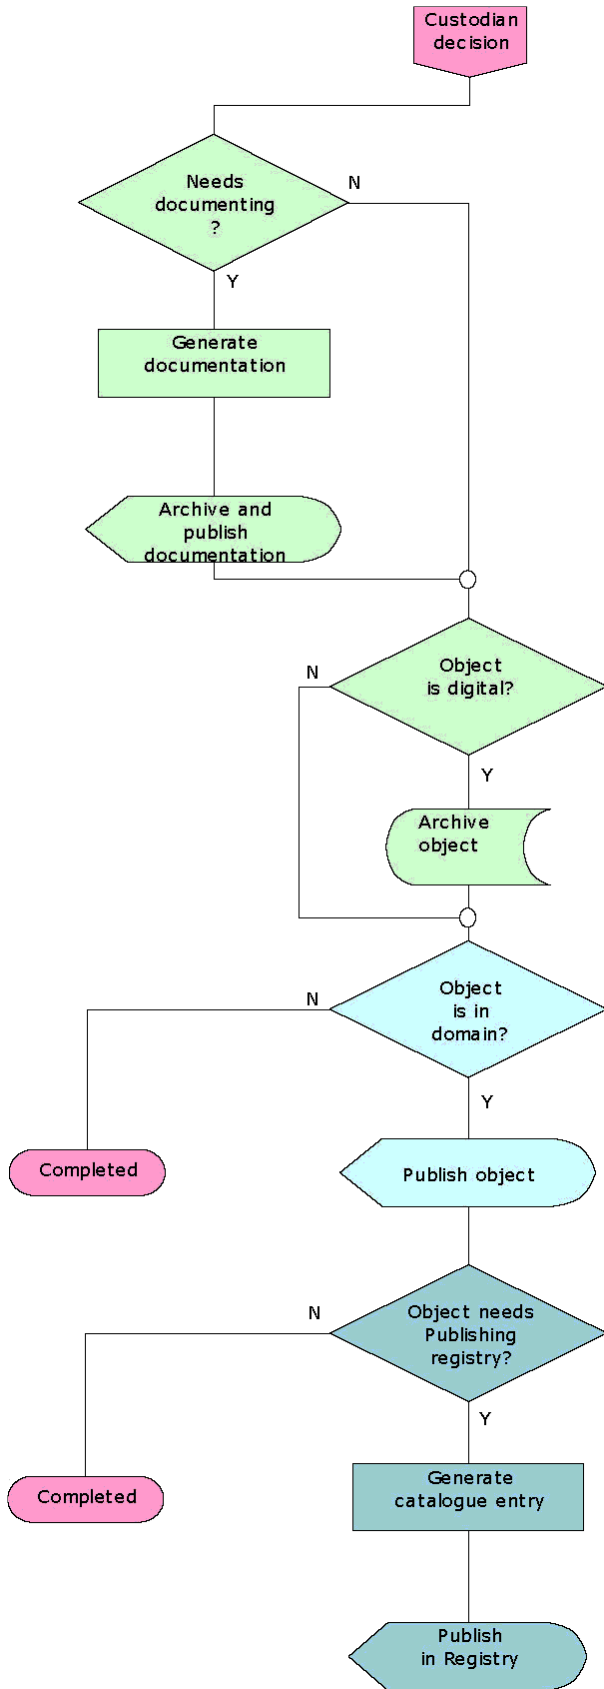 Custodian
decision
Needs
documenting
?
N
Y
Generate
documentation
Archive and
publish
documentation
Object
is digital?
N
Y
Archive
object
Object
is in
domain?
N
Y
Completed
Publish object
Object needs
Publishing
registry?
N
Y
Completed
Generate
catalogue entry
Publish
in Registry